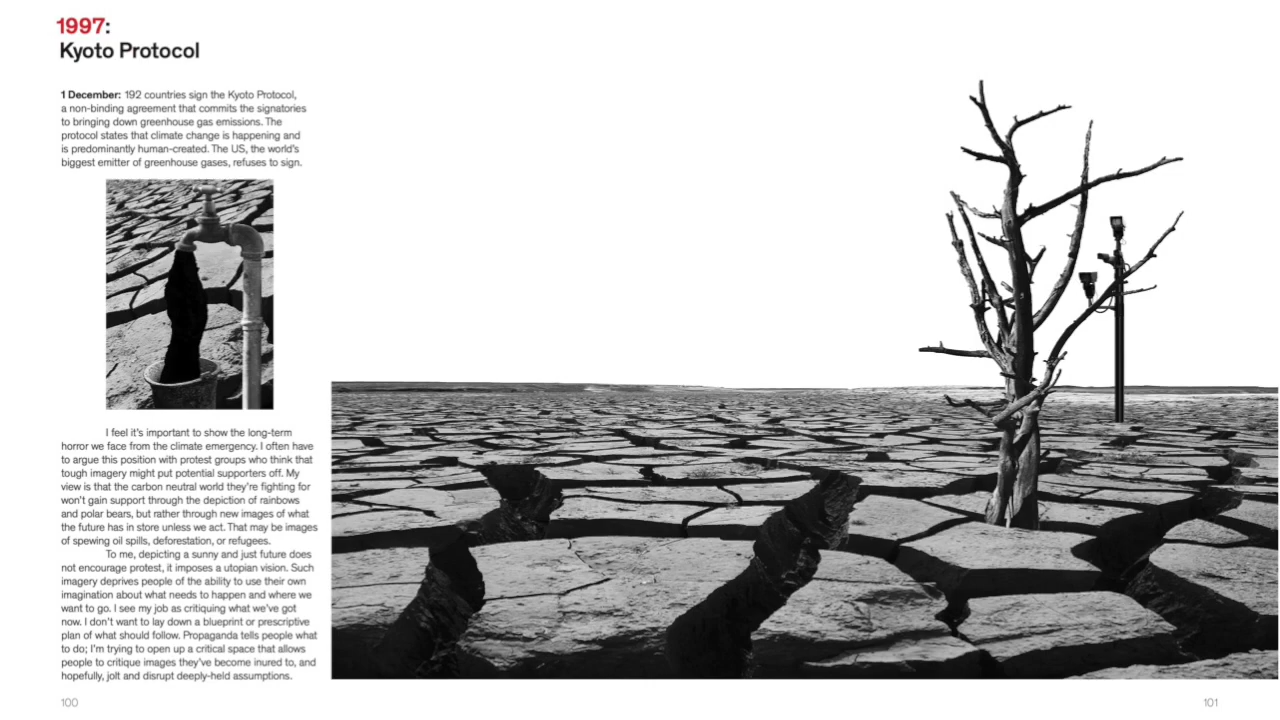 1997:
Kyoto Protocol
1 December: 192 countries sign the Kyoto Protocol,
a non-binding agreement that commits the signatories
to bringing down greenhouse gas emissions. The
protocol states that climate change is happening and
is predominantly human-created. The US, the world's
biggest emitter of greenhouse gases, refuses to sign.
I feel it's important to show the long-term
horror we face from the climate emergency. I often have
to argue this position with protest groups who think that
tough imagery might put potential supporters off. My
view is that the carbon neutral world they're fighting for
won't gain support through the depiction of rainbows
and polar bears, but rather through new images of what
the future has in store unless we act. That may be images
of spewing oil spills, deforestation, or refugees.
To me, depicting a sunny and just future does
not encourage protest, it imposes a utopian vision. Such
imagery deprives people of the ability to use their own
imagination about what needs to happen and where we
want to go. I see my job as critiquing what we've got
now. I don't want to lay down a blueprint or prescriptive
plan of what should follow. Propaganda tells people what
to do; I'm trying to open up a critical space that allows
people to critique images they've become inured to, and
hopefully, jolt and disrupt deeply-held assumptions.
100
101